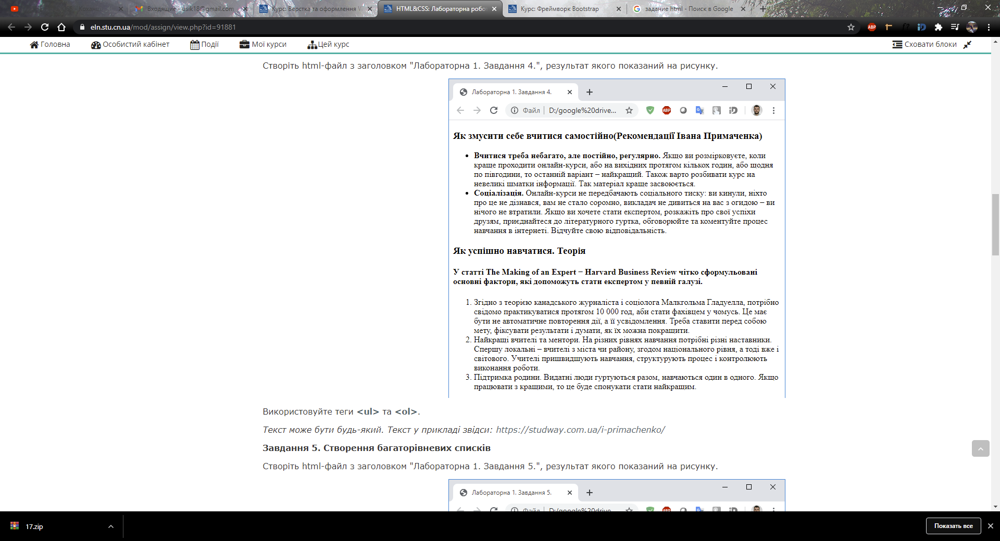 Входящие - usik18@gmail.com
Курс: Верстка та оформлення W
HTML&CSS: Лабораторна робот
Курс: Фреймворк Bootstrap
задание html - Поиск в Google
eln.stu.cn.ua/mod/assign/view.php?id=91881
Головна
Особистий кабінет
Події
Мої курси
Цей курс
Сховати блоки
Створіть html-файл з заголовком "Лабораторна 1. Завдання 4.", результат якого показаний на рисунку.
Лабораторна 1. Завдання 4.
Файл
D:/google%20drive...
ABP
Як змусити себе вчитися самостійно(Рекомендації Івана Примаченка)
Вчитися треба небагато, але постійно, регулярно. Якщо ви розмірковуєте, коли
краще проходити онлайн-курси, або на вихідних протягом кількох годин, або щодня
по півгодини, то останній варіант – найкращий. Також варто розбивати курс на
невеликі шматки інформації. Так матеріал краще засвоюється.
Соціалізація. Онлайн-курси не передбачають соціального тиску: ви кинули, ніхто
про це не дізнався, вам не стало соромно, викладач не дивиться на вас з огидою – ви
нічого не втратили. Якщо ви хочете стати експертом, розкажіть про свої успіхи
друзям, приєднайтеся до літературного гуртка, обговорюйте та коментуйте процес
навчання в інтернеті. Відчуйте свою відповідальність.
Як успішно навчатися. Теорія
У статті The Making of an Expert – Harvard Business Review чітко сформульовані
основні фактори, які допоможуть стати експертом у певній галузі.
1. Згідно з теорією канадського журналіста і соціолога Малкгольма Гладуелла, потрібно
свідомо практикуватися протягом 10 000 год, аби стати фахівцем у чомусь. Це має
бути не автоматичне повторення дії, а її усвідомлення. Треба ставити перед собою
мету, фіксувати результати і думати, як їх можна покращити.
2. Найкращі вчителі та ментори. На різних рівнях навчання потрібні різні наставники.
Спершу локальні – вчителі з міста чи району, згодом національного рівня, а тоді вже і
світового. Учителі пришвидшують навчання, структурують процес і контролюють
виконання роботи.
3. Підтримка родини. Видатні люди гуртуються разом, навчаються один в одного. Якщо
працювати з кращими, то це буде спонукати стати найкращим.
Використовуйте теги <ul> та <ol>.
Текст може бути будь-який. Текст у прикладі звідси: https://studway.com.ua/i-primachenko/
Завдання 5. Створення багаторівневих списків
Створіть html-файл з заголовком "Лабораторна 1. Завдання 5.", результат якого показаний на рисунку.
Лабораторна 1. Завдання 5.
Файл
D:/google%20drive
17.zip
Показать все